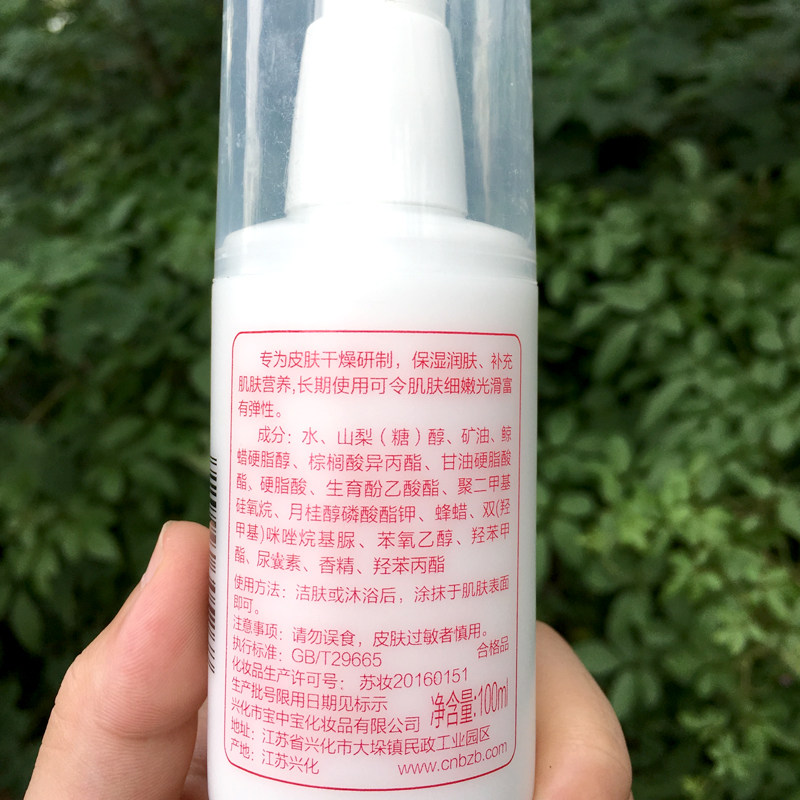 专为皮肤干燥研制，保湿润肤、补充
肌肤营养,长期使用可令肌肤细嫩光滑富
有弹性。
成分：水、山梨（糖）醇、矿油、鲸
蜡硬脂醇、棕榈酸异丙酯、甘油硬脂酸
酯、硬脂酸、生育酚乙酸酯、聚二甲基
硅氧烷、月桂醇磷酸酯钾、蜂蜡、双(羟
甲基)咪唑烷基脲、苯氧乙醇、羟苯甲
酯、尿囊素、香精、羟苯丙酯
使用方法：洁肤或沐浴后，涂抹于肌肤表面
即可。
注意事项：请勿误食，皮肤过敏者慎用。
执行标准：GB/T29665 合格品
化妆品生产许可号：苏妆20160151
生产批号限用日期见标示
净含量:100ml
兴化市宝中宝化妆品有限公司
地址：江苏省兴化市大垛镇民政工业园区
产地：江苏兴化 www.cnbzb.com